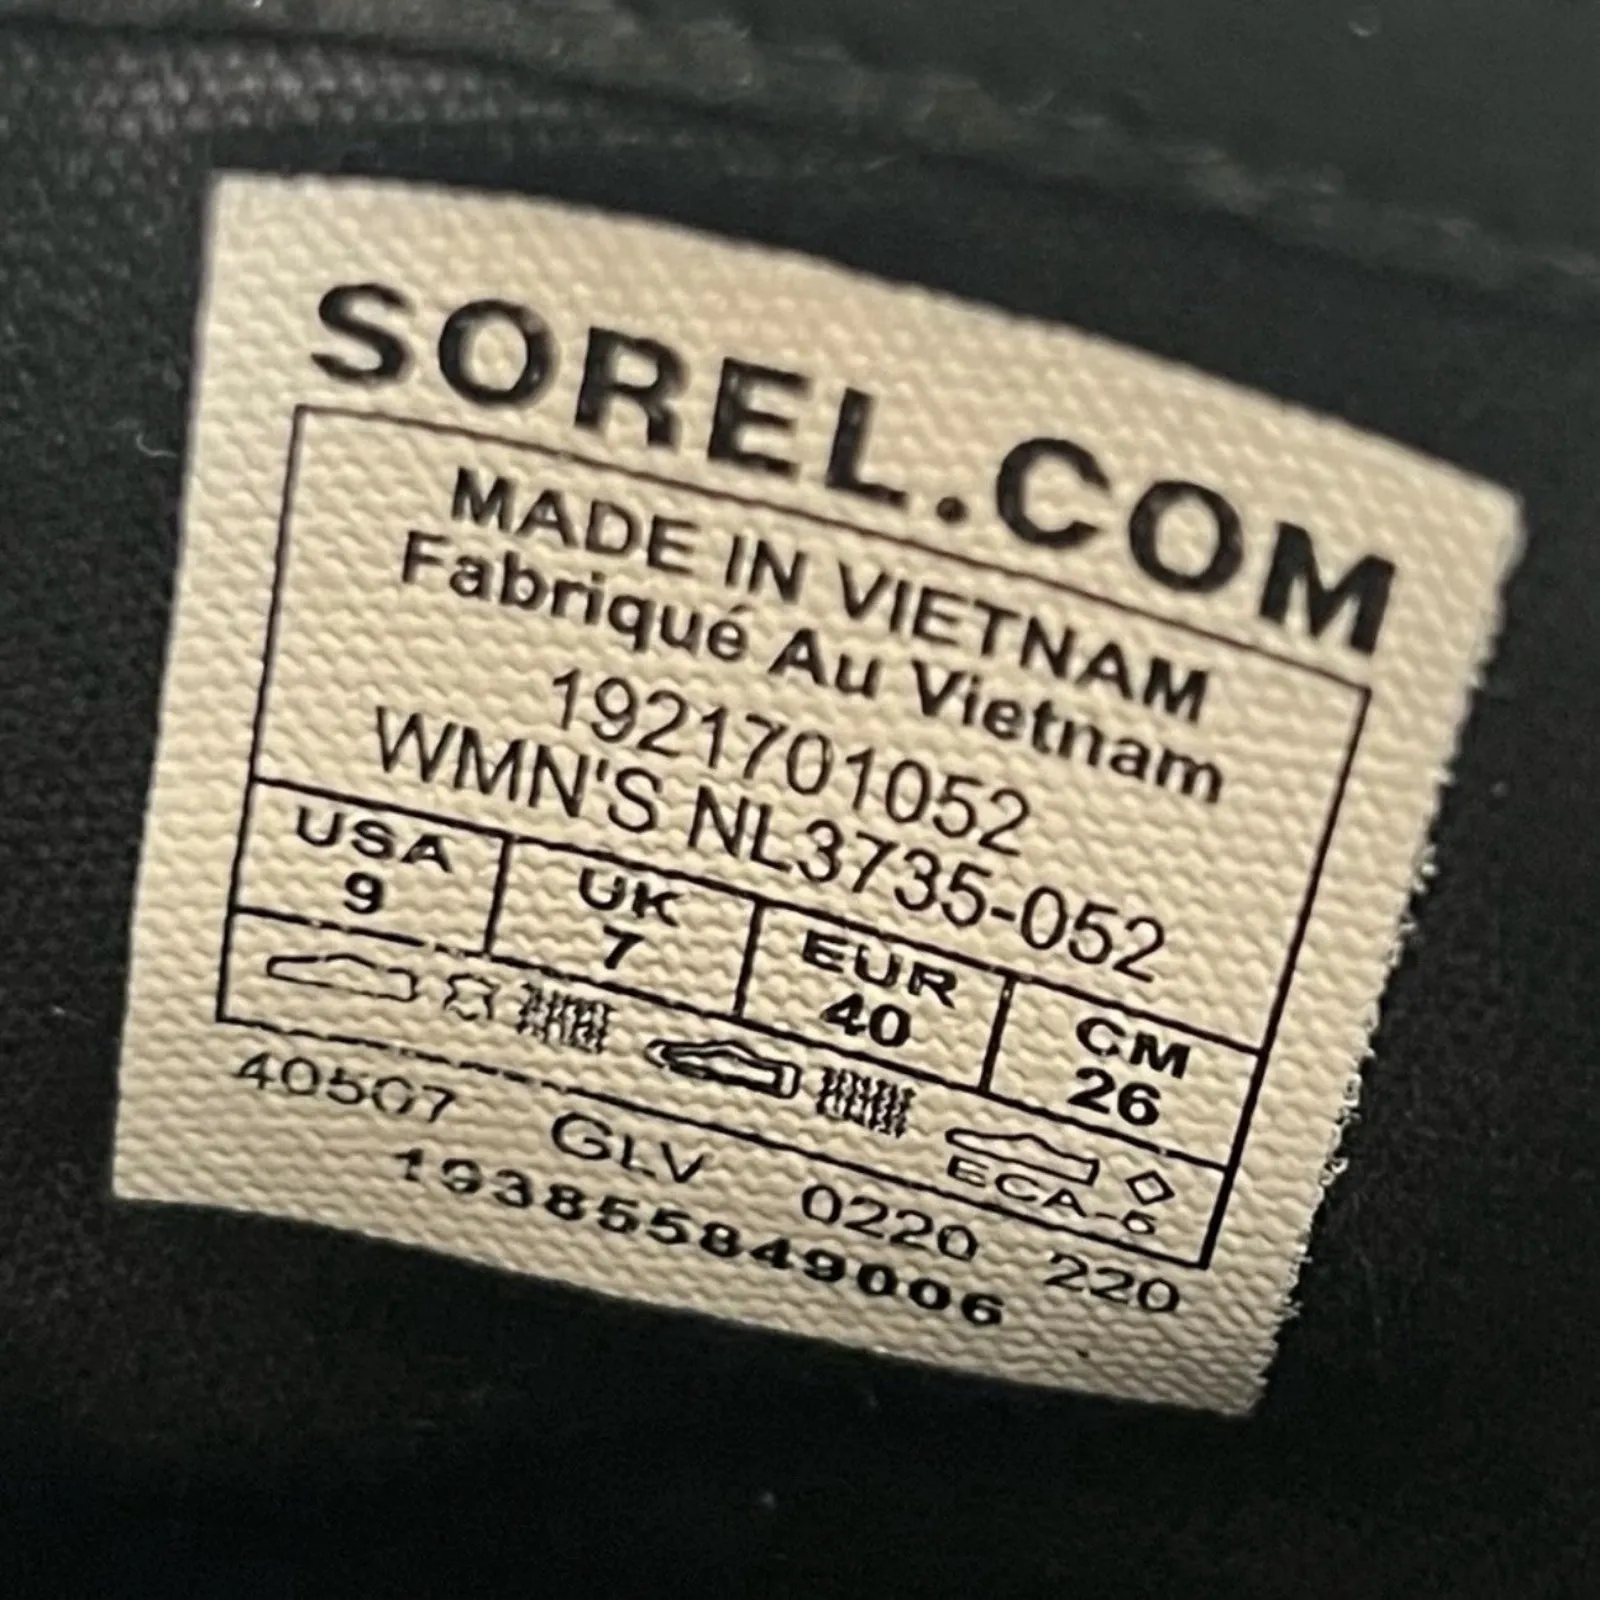 SOREL.COM
MADE IN VIETNAM
Fabriqué Au Vietnam
1921701052
WMN'S NL3735-052
USA UK EUR CM
9 7 40 26
ECA-6
40507 GLV 0220 220
193855849006